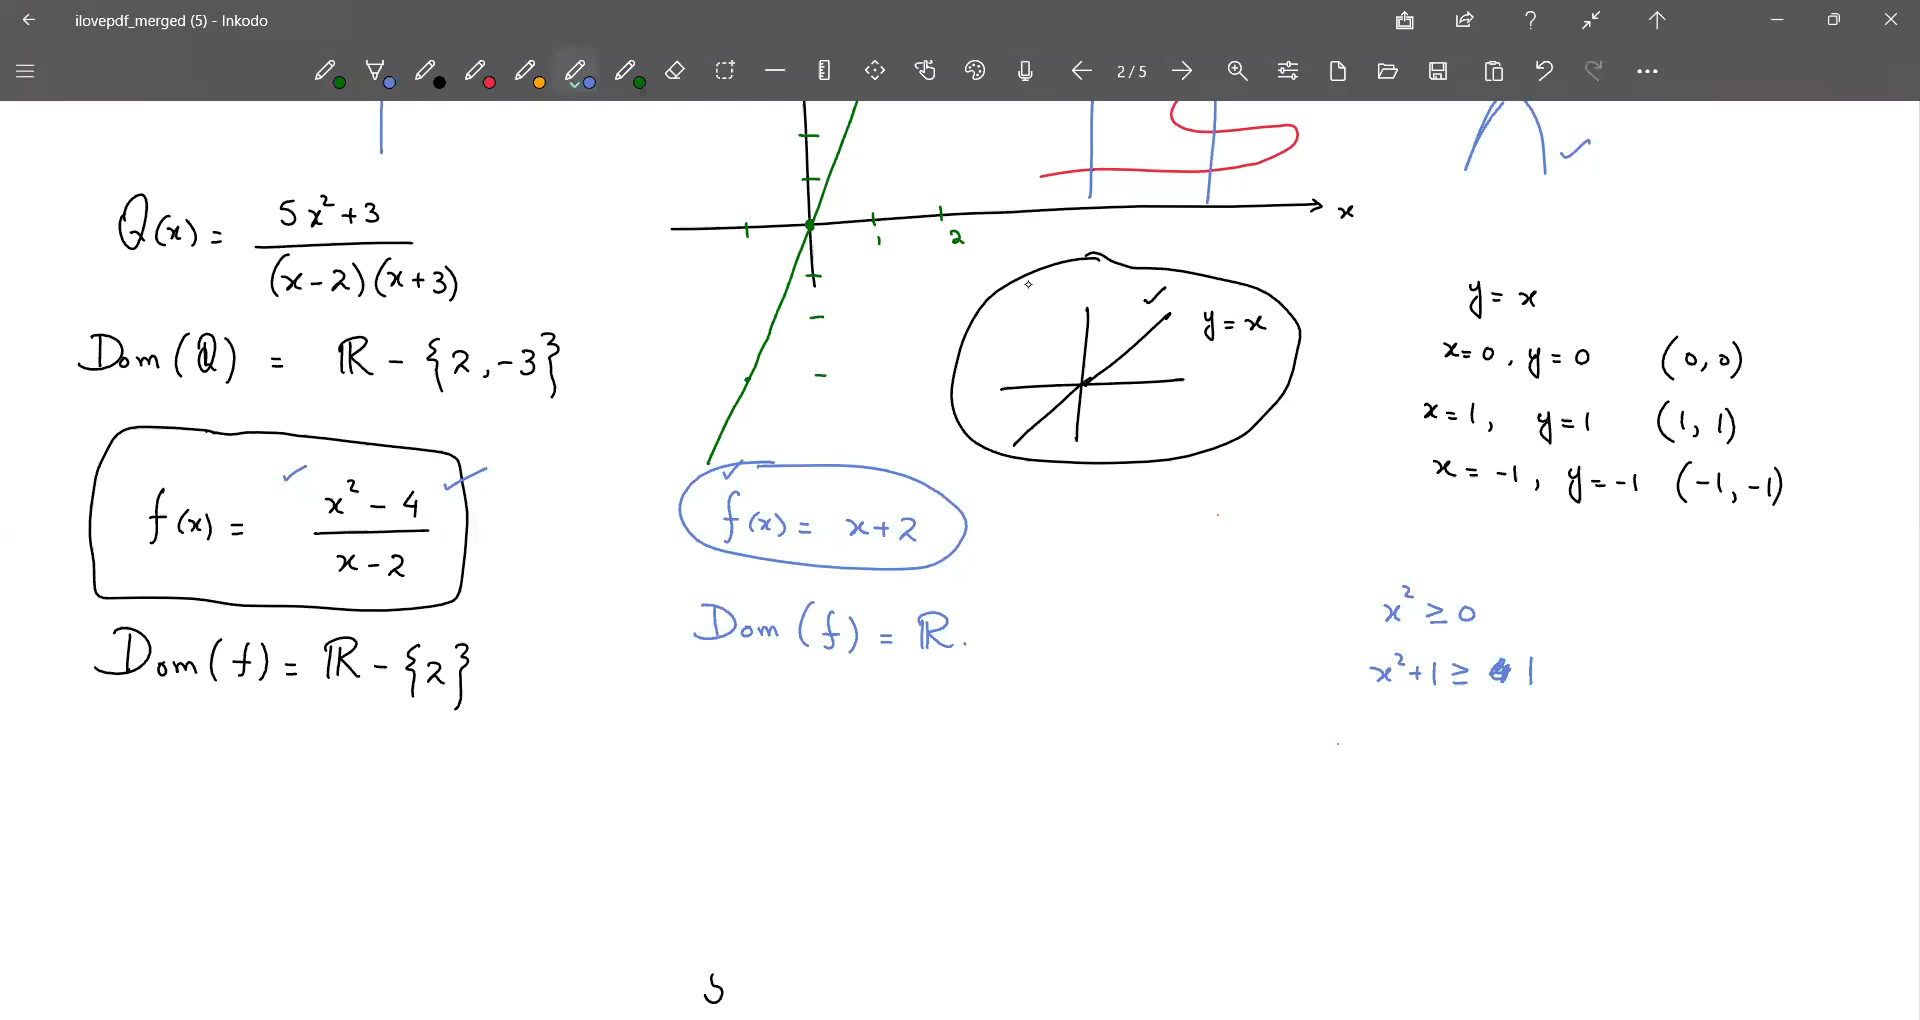 ilovepdf_merged (5) - Inkodo
2 / 5
Q(x) = 5x²+3 / (x-2)(x+3)
Dom(Q) = ℝ - {2,-3}
f(x) = x² - 4 / x - 2
Dom(f) = ℝ - {2}
1 2 x
y = x
f(x) = x+2
Dom(f) = ℝ.
y = x
x=0, y=0 (0,0)
x=1, y=1 (1,1)
x=-1, y=-1 (-1,-1)
x² ≥ 0
x²+1 ≥ 1